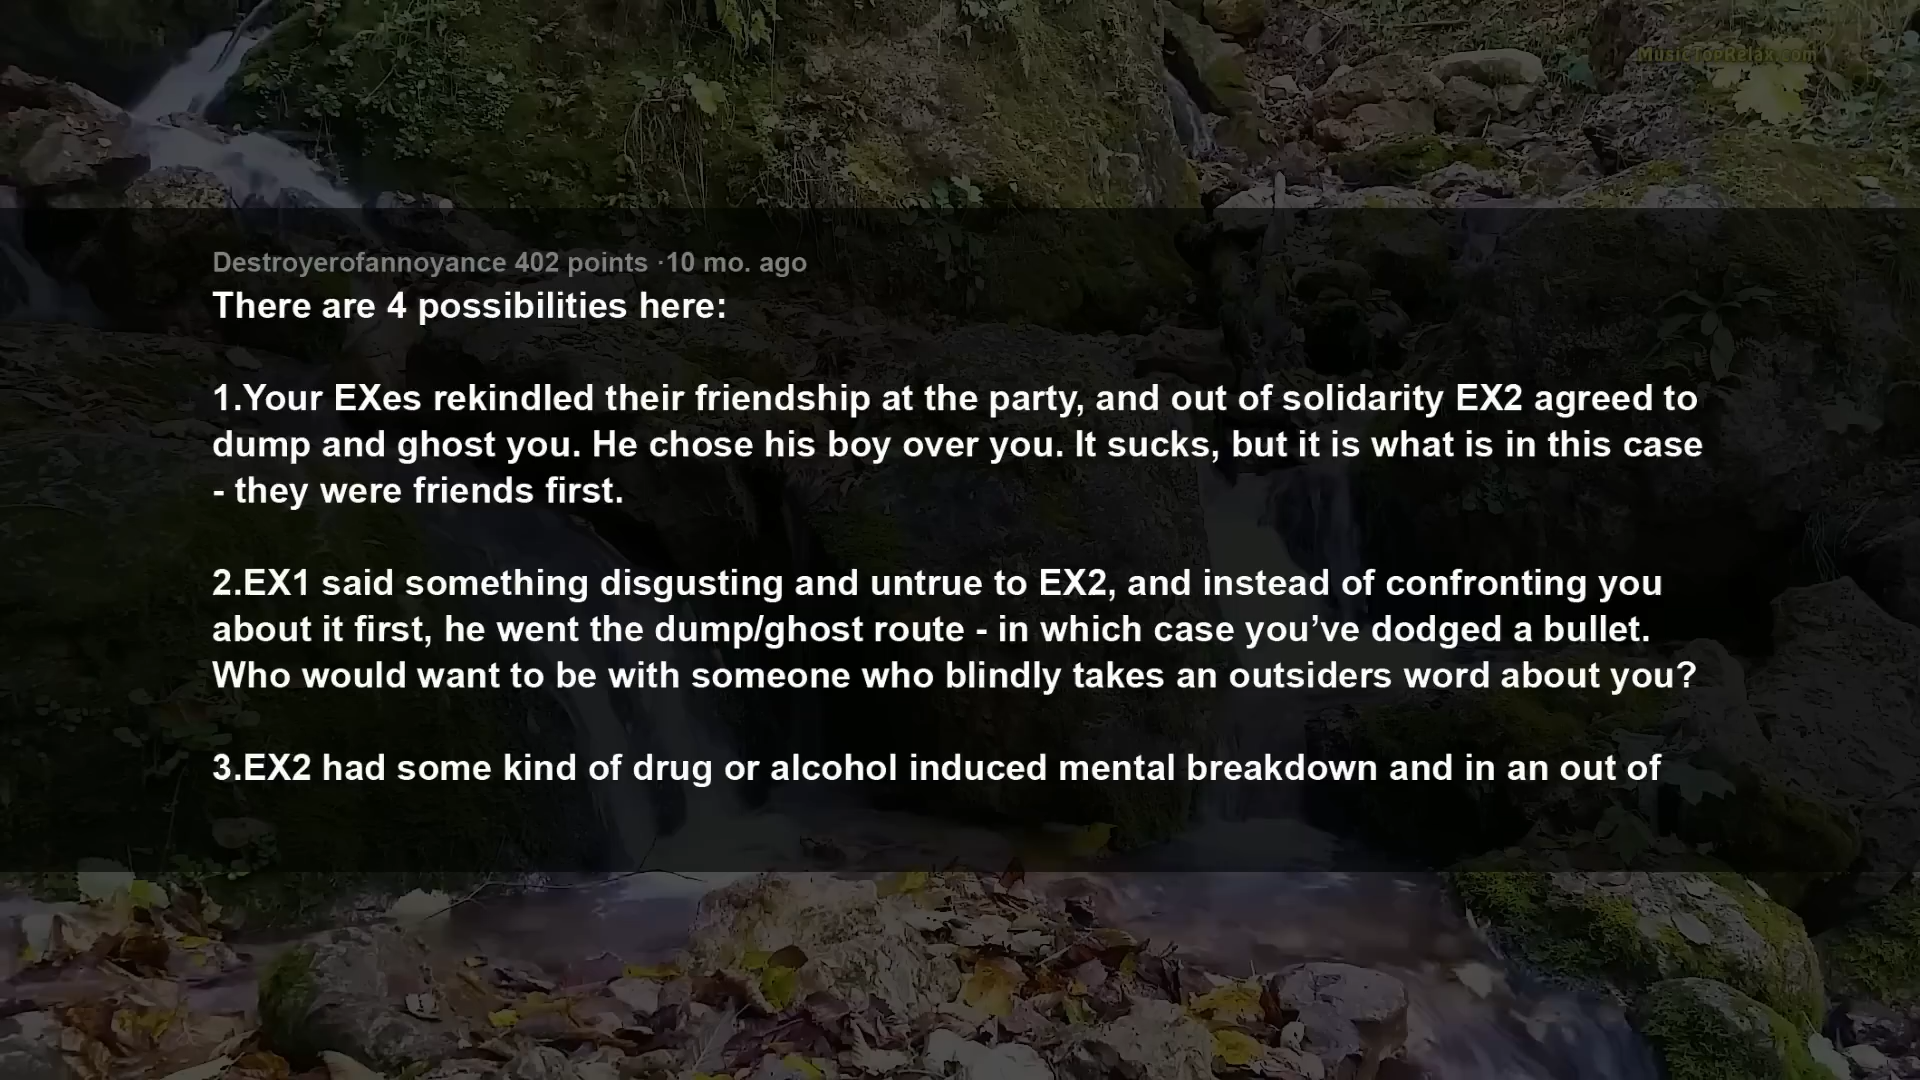 MusicTopRelax.com
Destroyerofannoyance 402 points ·10 mo. ago
There are 4 possibilities here:
1.Your EXes rekindled their friendship at the party, and out of solidarity EX2 agreed to
dump and ghost you. He chose his boy over you. It sucks, but it is what is in this case
- they were friends first.
2.EX1 said something disgusting and untrue to EX2, and instead of confronting you
about it first, he went the dump/ghost route - in which case you’ve dodged a bullet.
Who would want to be with someone who blindly takes an outsiders word about you?
3.EX2 had some kind of drug or alcohol induced mental breakdown and in an out of